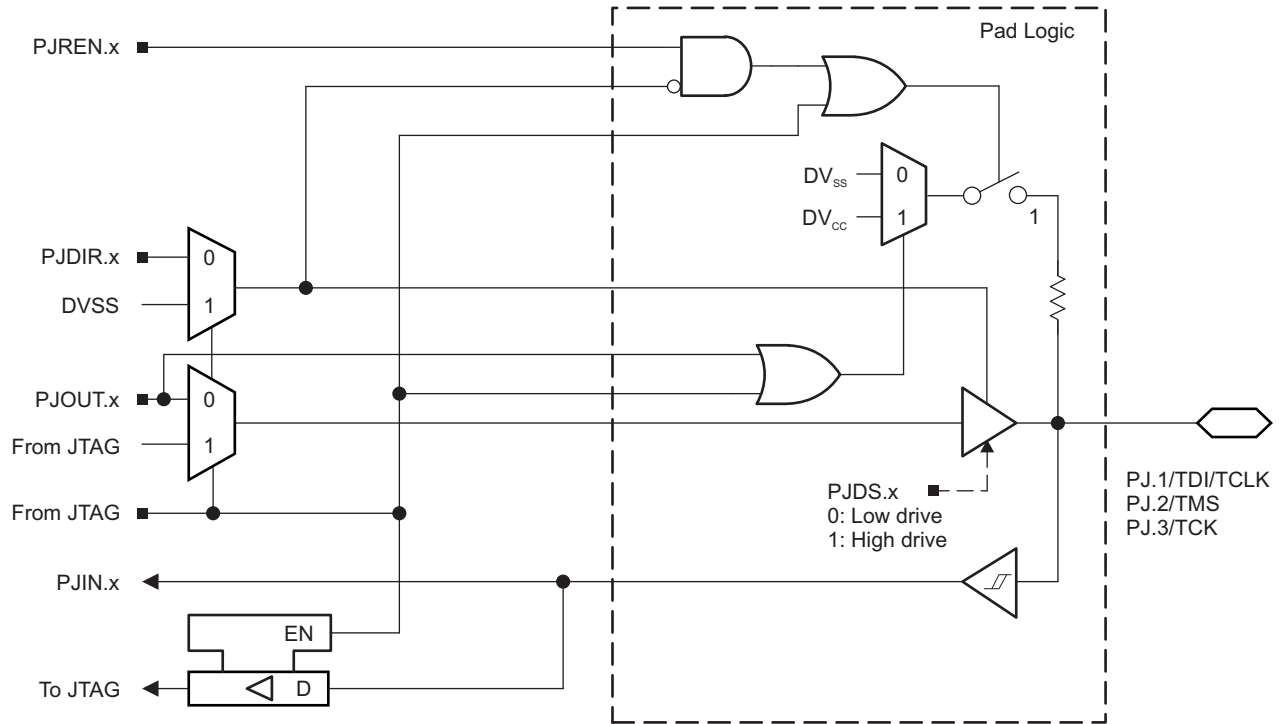 Pad Logic
PJREN.x
DVSS
0
DVCC
1
1
PJDIR.x
0
DVSS
1
PJOUT.x
0
From JTAG
1
From JTAG
PJDS.x
0: Low drive
1: High drive
PJ.1/TDI/TCLK
PJ.2/TMS
PJ.3/TCK
PJIN.x
EN
To JTAG
D